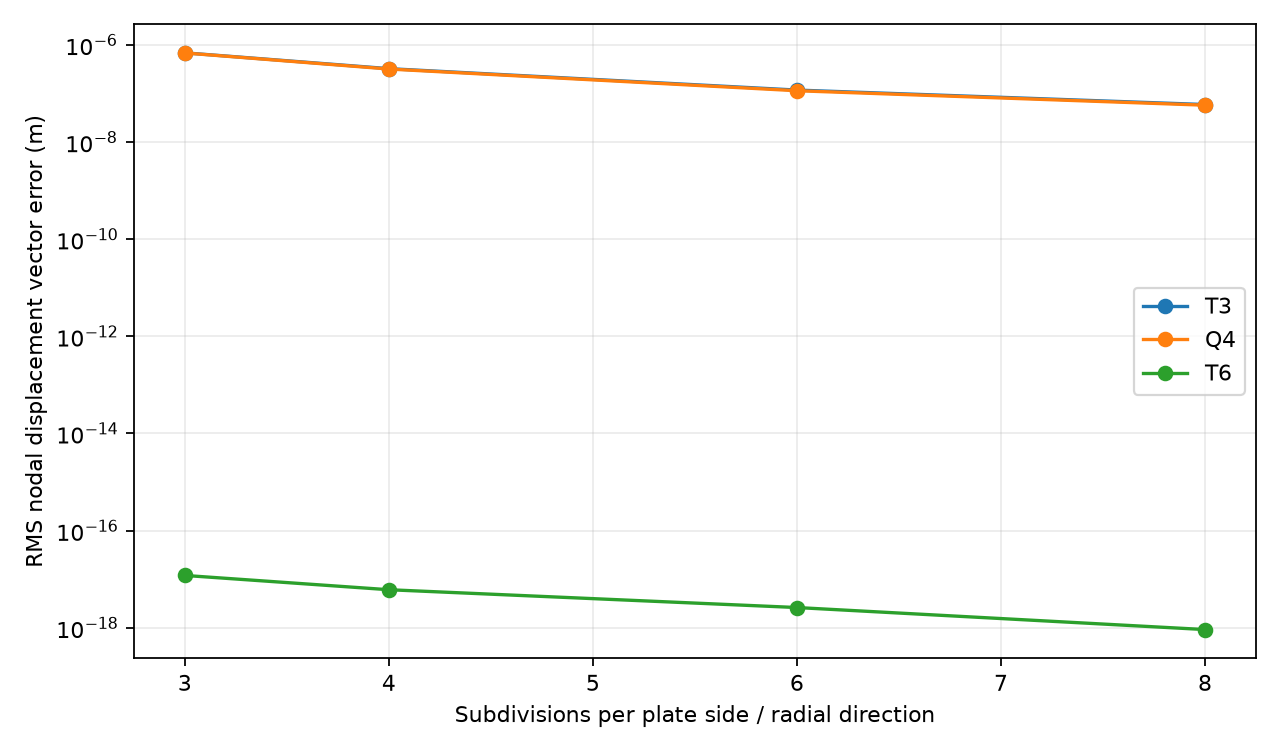 RMS nodal displacement vector error (m)
10⁻⁶
10⁻⁸
10⁻¹⁰
10⁻¹²
10⁻¹⁴
10⁻¹⁶
10⁻¹⁸
T3
Q4
T6
3 4 5 6 7 8
Subdivisions per plate side / radial direction